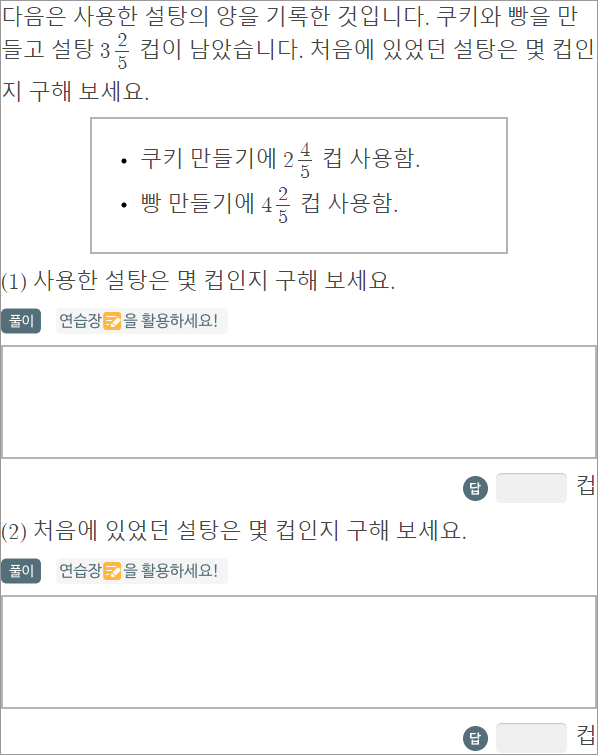 다음은 사용한 설탕의 양을 기록한 것입니다. 쿠키와 빵을 만
들고 설탕 3 2/5 컵이 남았습니다. 처음에 있었던 설탕은 몇 컵인
지 구해 보세요.
• 쿠키 만들기에 2 4/5 컵 사용함.
• 빵 만들기에 4 2/5 컵 사용함.
(1) 사용한 설탕은 몇 컵인지 구해 보세요.
풀이 연습장을 활용하세요!
답 컵
(2) 처음에 있었던 설탕은 몇 컵인지 구해 보세요.
풀이 연습장을 활용하세요!
답 컵